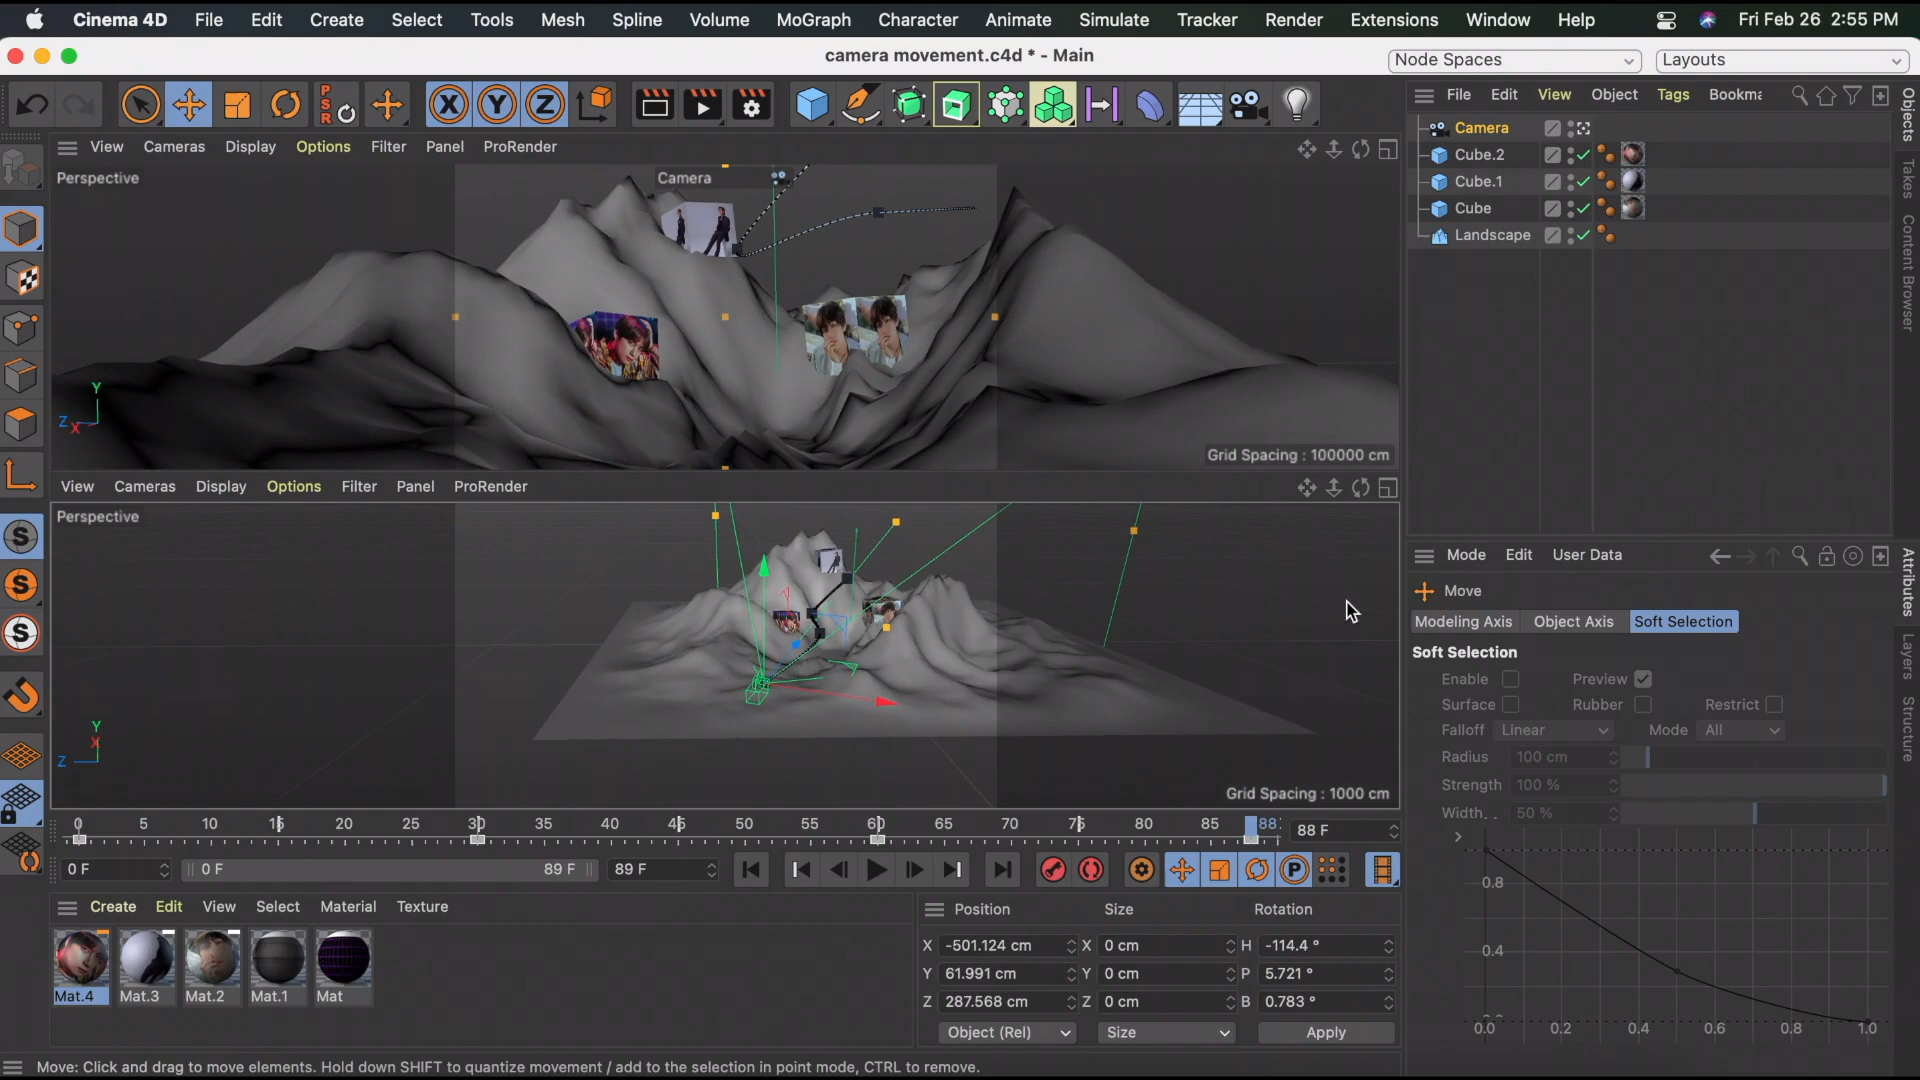 Cinema 4D File Edit Create Select Tools Mesh Spline Volume MoGraph Character Animate Simulate Tracker Render Extensions Window Help Fri Feb 26 2:55 PM
camera movement.c4d * - Main
Node Spaces
Layouts
PSR
X Y Z
File Edit View Object Tags Bookma
Objects
Takes
Content Browser
Camera
Cube.2
Cube.1
Cube
Landscape
View Cameras Display Options Filter Panel ProRender
Perspective
Camera
Y
Z
X
Grid Spacing : 100000 cm
View Cameras Display Options Filter Panel ProRender
Perspective
Y
X
Z
Grid Spacing : 1000 cm
S
S
S
Mode Edit User Data
Attributes
Layers
Structure
Move
Modeling Axis Object Axis Soft Selection
Soft Selection
Enable Preview
Surface Rubber Restrict
Falloff Linear Mode All
Radius 100 cm
Strength 100 %
Width. . 50 %
0.8
0.4
0.0 0.2 0.4 0.6 0.8 1.0
0 5 10 15 20 25 30 35 40 45 50 55 60 65 70 75 80 85 88 88 F
0 F 0 F 89 F 89 F
P
Create Edit View Select Material Texture
Mat.4 Mat.3 Mat.2 Mat.1 Mat
Position Size Rotation
X -501.124 cm X 0 cm H -114.4 °
Y 61.991 cm Y 0 cm P 5.721 °
Z 287.568 cm Z 0 cm B 0.783 °
Object (Rel) Size Apply
Move: Click and drag to move elements. Hold down SHIFT to quantize movement / add to the selection in point mode, CTRL to remove.